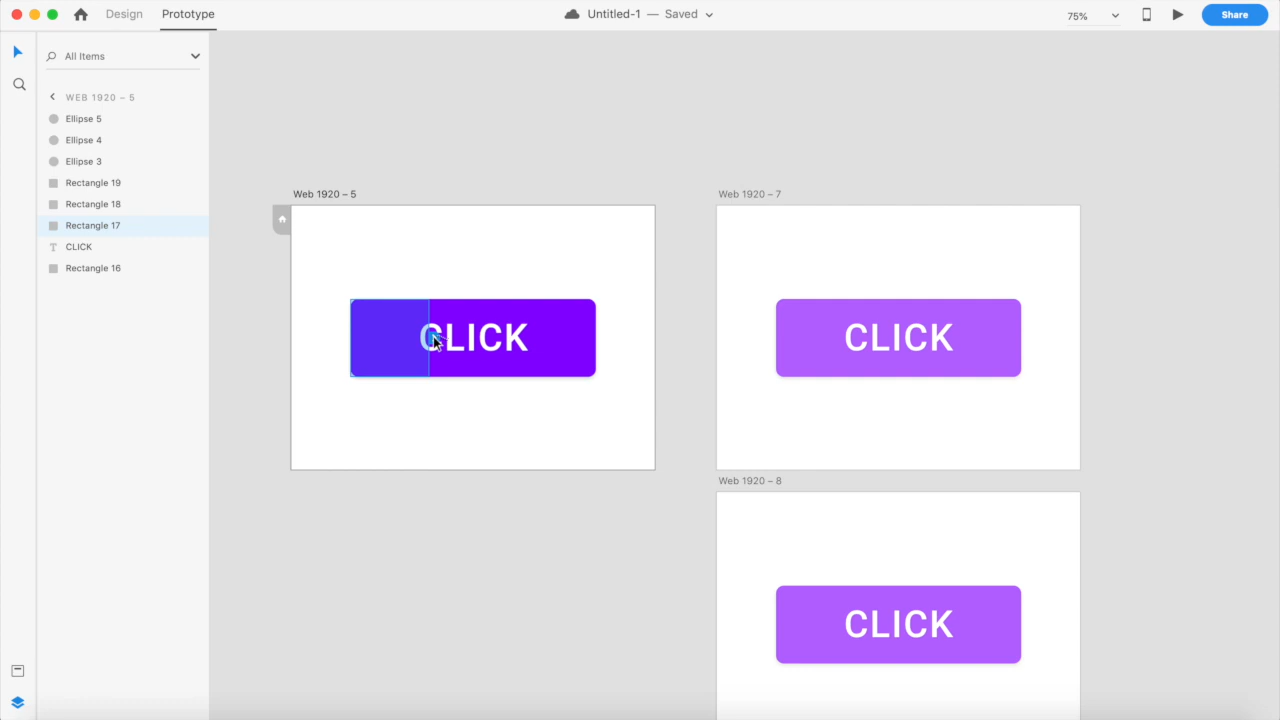 Design Prototype Untitled-1 — Saved 75% Share
All Items
WEB 1920 – 5
Ellipse 5
Ellipse 4
Ellipse 3
Rectangle 19
Rectangle 18
Rectangle 17
T CLICK
Rectangle 16
Web 1920 – 5
CLICK
Web 1920 – 7
CLICK
Web 1920 – 8
CLICK